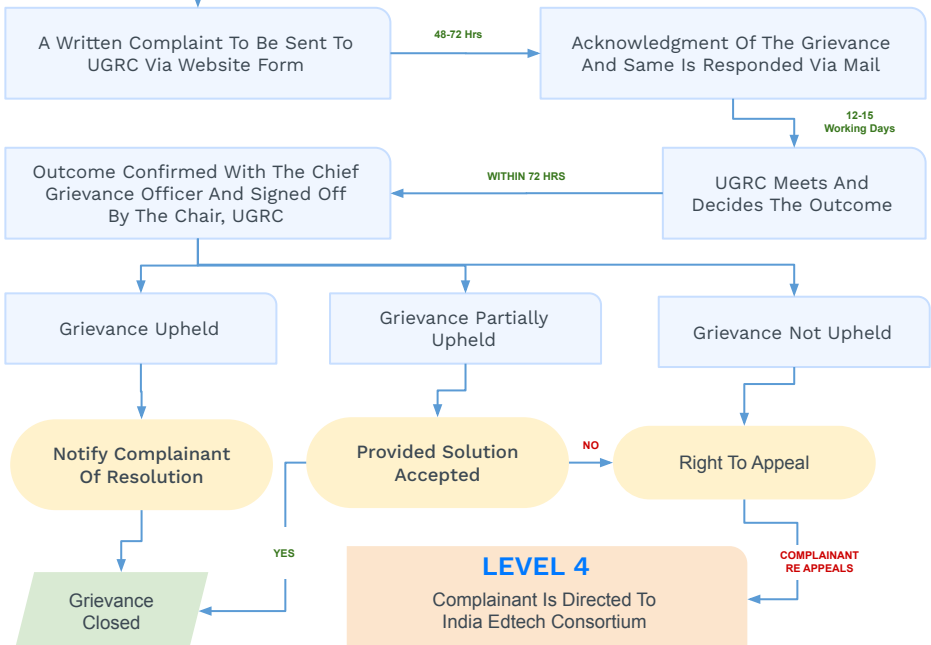 A Written Complaint To Be Sent To
UGRC Via Website Form
48-72 Hrs
Acknowledgment Of The Grievance
And Same Is Responded Via Mail
12-15
Working Days
Outcome Confirmed With The Chief
Grievance Officer And Signed Off
By The Chair, UGRC
WITHIN 72 HRS
UGRC Meets And
Decides The Outcome
Grievance Upheld
Grievance Partially
Upheld
Grievance Not Upheld
Notify Complainant
Of Resolution
Provided Solution
Accepted
NO
Right To Appeal
YES
COMPLAINANT
RE APPEALS
Grievance
Closed
LEVEL 4
Complainant Is Directed To
India Edtech Consortium